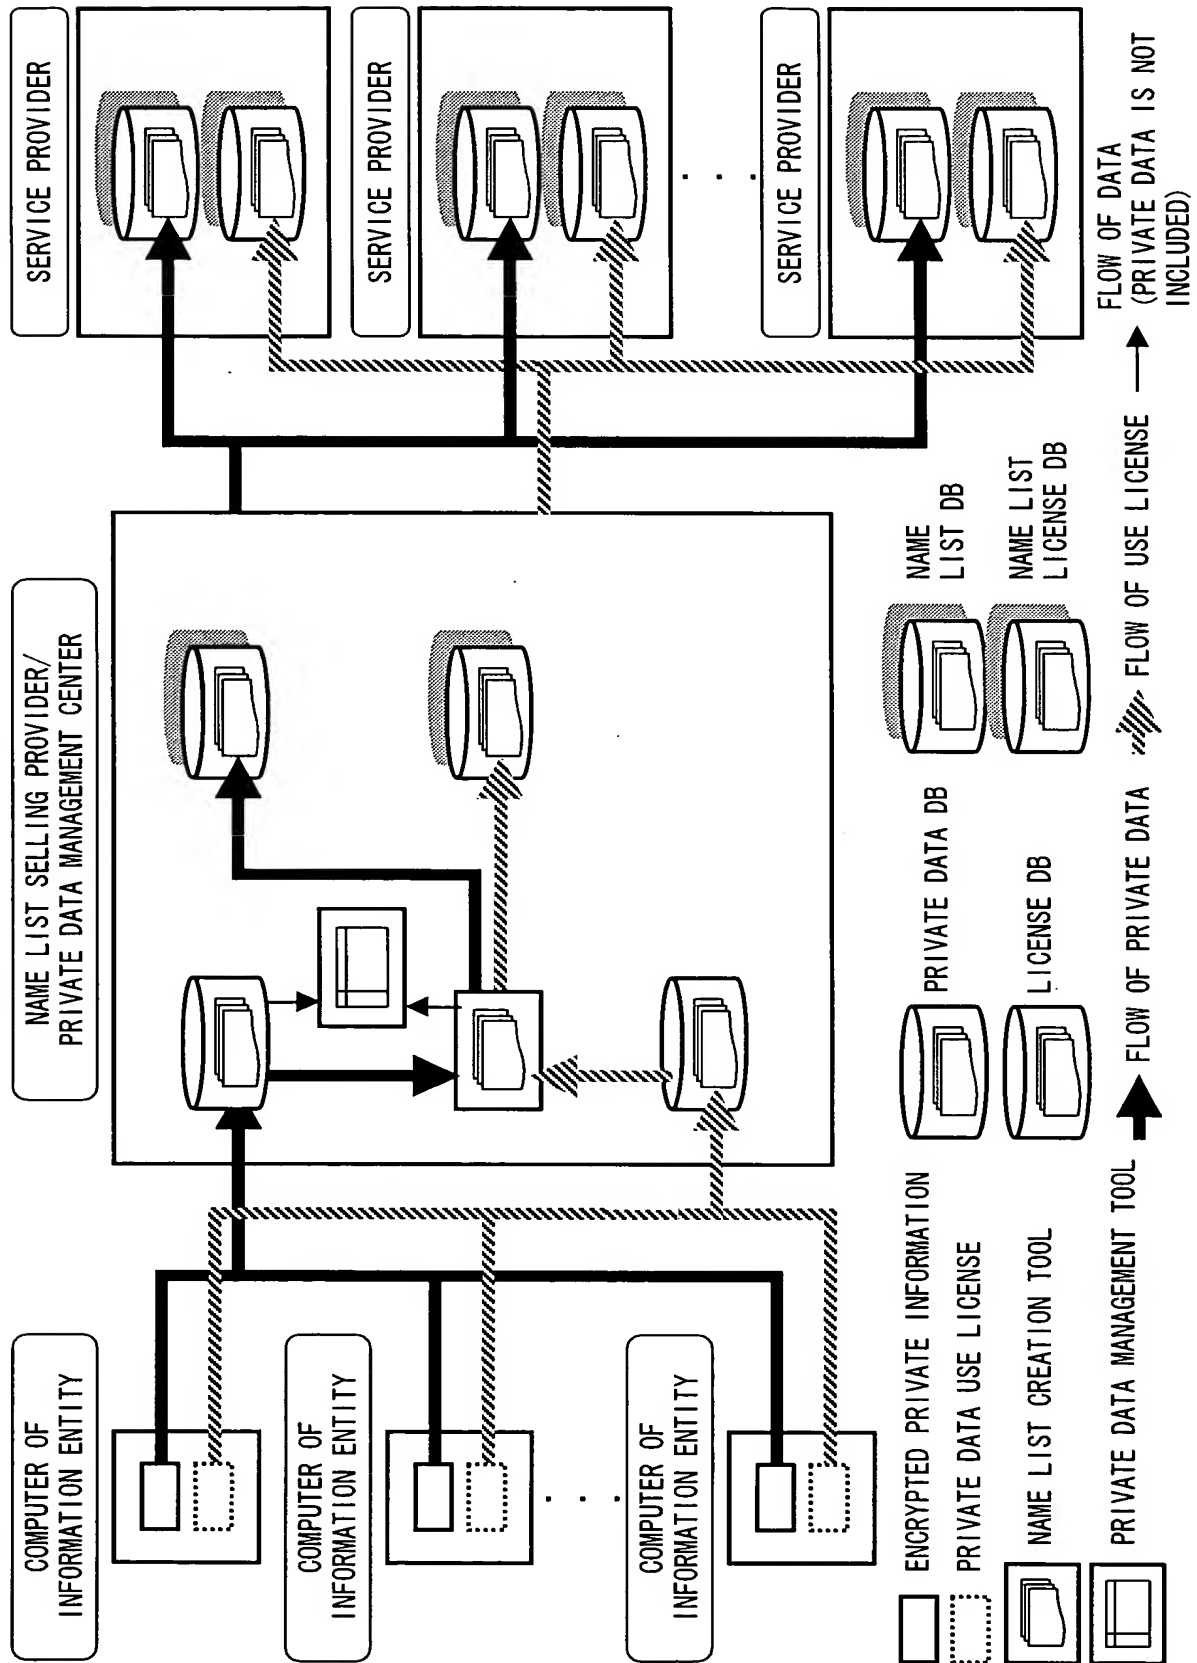 COMPUTER OF
INFORMATION ENTITY
COMPUTER OF
INFORMATION ENTITY
COMPUTER OF
INFORMATION ENTITY
NAME LIST SELLING PROVIDER/
PRIVATE DATA MANAGEMENT CENTER
SERVICE PROVIDER
SERVICE PROVIDER
SERVICE PROVIDER
ENCRYPTED PRIVATE INFORMATION
PRIVATE DATA USE LICENSE
NAME LIST CREATION TOOL
PRIVATE DATA MANAGEMENT TOOL
PRIVATE DATA DB
LICENSE DB
NAME
LIST DB
NAME LIST
LICENSE DB
FLOW OF PRIVATE DATA
FLOW OF USE LICENSE
FLOW OF DATA
(PRIVATE DATA IS NOT
INCLUDED)